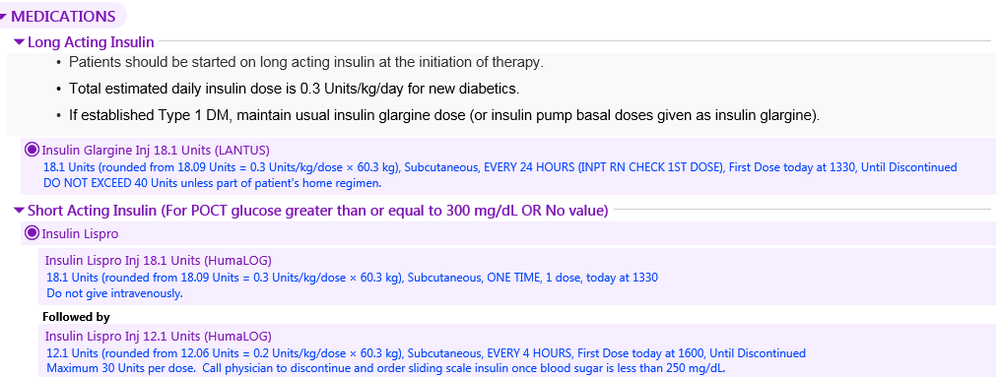 MEDICATIONS
Long Acting Insulin
• Patients should be started on long acting insulin at the initiation of therapy.
• Total estimated daily insulin dose is 0.3 Units/kg/day for new diabetics.
• If established Type 1 DM, maintain usual insulin glargine dose (or insulin pump basal doses given as insulin glargine).
Insulin Glargine Inj 18.1 Units (LANTUS)
18.1 Units (rounded from 18.09 Units = 0.3 Units/kg/dose × 60.3 kg), Subcutaneous, EVERY 24 HOURS (INPT RN CHECK 1ST DOSE), First Dose today at 1330, Until Discontinued
DO NOT EXCEED 40 Units unless part of patient's home regimen.
Short Acting Insulin (For POCT glucose greater than or equal to 300 mg/dL OR No value)
Insulin Lispro
Insulin Lispro Inj 18.1 Units (HumaLOG)
18.1 Units (rounded from 18.09 Units = 0.3 Units/kg/dose × 60.3 kg), Subcutaneous, ONE TIME, 1 dose, today at 1330
Do not give intravenously.
Followed by
Insulin Lispro Inj 12.1 Units (HumaLOG)
12.1 Units (rounded from 12.06 Units = 0.2 Units/kg/dose × 60.3 kg), Subcutaneous, EVERY 4 HOURS, First Dose today at 1600, Until Discontinued
Maximum 30 Units per dose. Call physician to discontinue and order sliding scale insulin once blood sugar is less than 250 mg/dL.